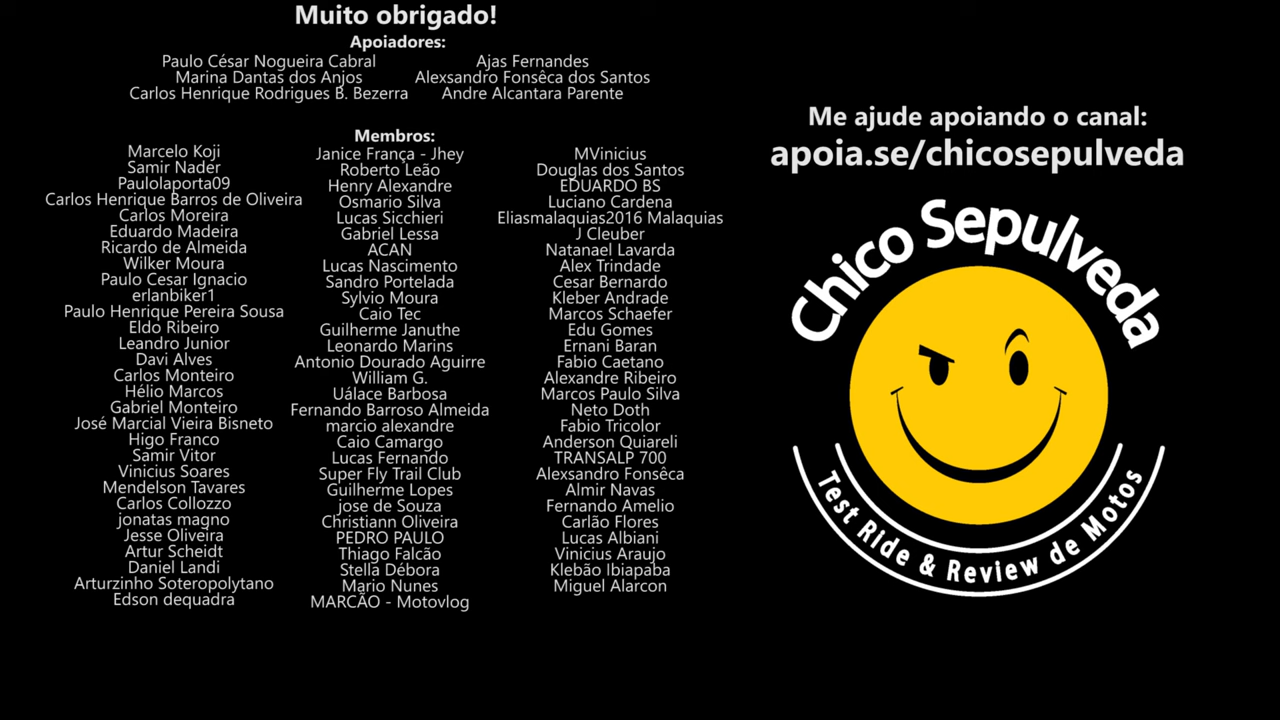 Muito obrigado!
Apoiadores:
Paulo César Nogueira Cabral
Marina Dantas dos Anjos
Carlos Henrique Rodrigues B. Bezerra
Ajas Fernandes
Alexsandro Fonsêca dos Santos
Andre Alcantara Parente
Membros:
Marcelo Koji
Samir Nader
Paulolaporta09
Carlos Henrique Barros de Oliveira
Carlos Moreira
Eduardo Madeira
Ricardo de Almeida
Wilker Moura
Paulo Cesar Ignacio
erlanbiker1
Paulo Henrique Pereira Sousa
Eldo Ribeiro
Leandro Junior
Davi Alves
Carlos Monteiro
Hélio Marcos
Gabriel Monteiro
José Marcial Vieira Bisneto
Higo Franco
Samir Vitor
Vinicius Soares
Mendelson Tavares
Carlos Collozzo
jonatas magno
Jesse Oliveira
Artur Scheidt
Daniel Landi
Arturzinho Soteropolytano
Edson dequadra
Janice França - Jhey
Roberto Leão
Henry Alexandre
Osmario Silva
Lucas Sicchieri
Gabriel Lessa
ACAN
Lucas Nascimento
Sandro Portelada
Sylvio Moura
Caio Tec
Guilherme Januthe
Leonardo Marins
Antonio Dourado Aguirre
William G.
Uálace Barbosa
Fernando Barroso Almeida
marcio alexandre
Caio Camargo
Lucas Fernando
Super Fly Trail Club
Guilherme Lopes
jose de Souza
Christiann Oliveira
PEDRO PAULO
Thiago Falcão
Stella Débora
Mario Nunes
MARCÃO - Motovlog
MVinicius
Douglas dos Santos
EDUARDO BS
Luciano Cardena
Eliasmalaquias2016 Malaquias
J Cleuber
Natanael Lavarda
Alex Trindade
Cesar Bernardo
Kleber Andrade
Marcos Schaefer
Edu Gomes
Ernani Baran
Fabio Caetano
Alexandre Ribeiro
Marcos Paulo Silva
Neto Doth
Fabio Tricolor
Anderson Quiareli
TRANSALP 700
Alexsandro Fonsêca
Almir Navas
Fernando Amelio
Carlão Flores
Lucas Albiani
Vinicius Araujo
Klebão Ibiapaba
Miguel Alarcon
Me ajude apoiando o canal:
apoia.se/chicosepulveda
Chico Sepulveda
Test Ride & Review de Motos